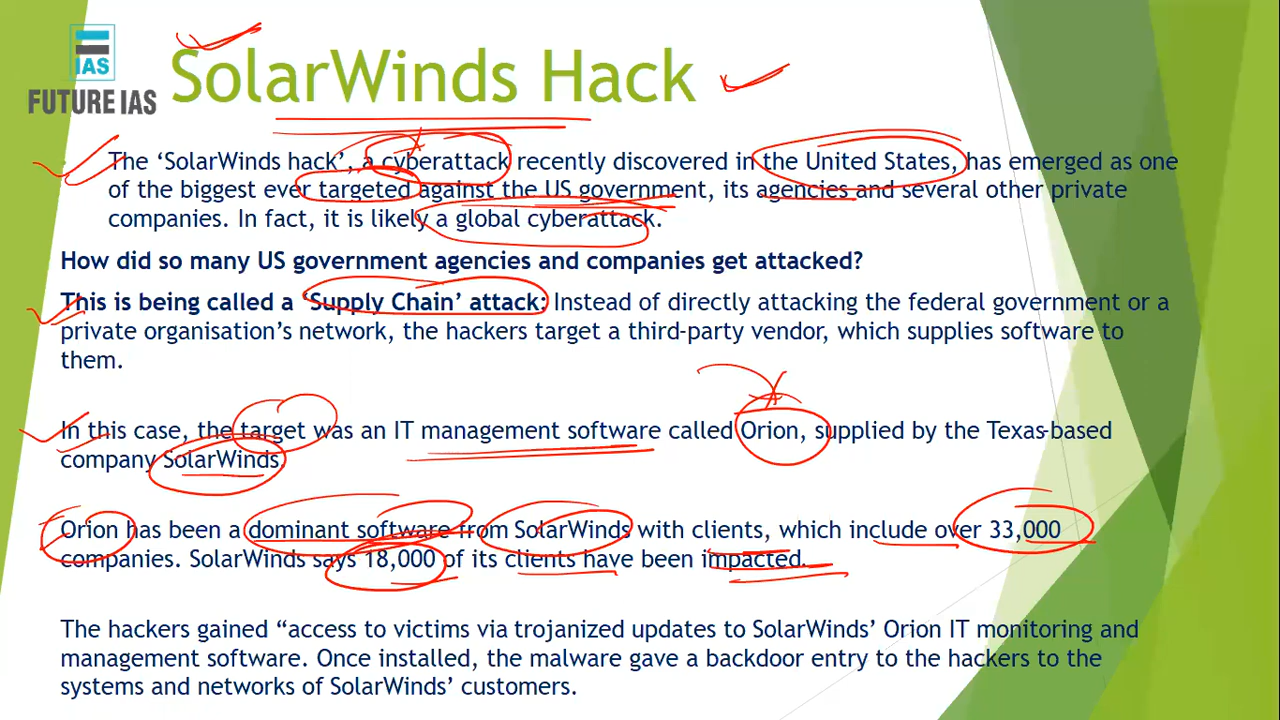 IAS
FUTURE IAS
SolarWinds Hack
The ‘SolarWinds hack’, a cyberattack recently discovered in the United States, has emerged as one
of the biggest ever targeted against the US government, its agencies and several other private
companies. In fact, it is likely a global cyberattack.
How did so many US government agencies and companies get attacked?
This is being called a ‘Supply Chain’ attack: Instead of directly attacking the federal government or a
private organisation’s network, the hackers target a third-party vendor, which supplies software to
them.
In this case, the target was an IT management software called Orion, supplied by the Texas-based
company SolarWinds.
Orion has been a dominant software from SolarWinds with clients, which include over 33,000
companies. SolarWinds says 18,000 of its clients have been impacted.
The hackers gained “access to victims via trojanized updates to SolarWinds’ Orion IT monitoring and
management software. Once installed, the malware gave a backdoor entry to the hackers to the
systems and networks of SolarWinds’ customers.